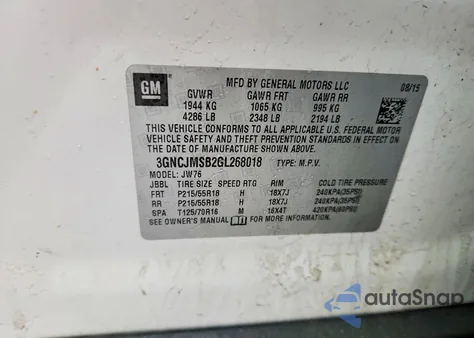 GM
MFD BY GENERAL MOTORS LLC
08/15
GVWR GAWR FRT GAWR RR
1944 KG 1065 KG 995 KG
4286 LB 2348 LB 2194 LB
THIS VEHICLE CONFORMS TO ALL APPLICABLE U.S. FEDERAL MOTOR
VEHICLE SAFETY AND THEFT PREVENTION STANDARDS IN EFFECT
ON THE DATE OF MANUFACTURE SHOWN ABOVE.
3GNCJMSB2GL268018 TYPE: M.P.V.
MODEL: JW76
JBBL TIRE SIZE SPEED RTG RIM COLD TIRE PRESSURE
FRT P215/55R18 H 18X7J 240KPA(35PSI)
RR P215/55R18 H 18X7J 240KPA(35PSI)
SPA T125/70R16 M 16X4T 420KPA(60PSI)
SEE OWNER'S MANUAL FOR MORE INFORMATION.
autoSnap